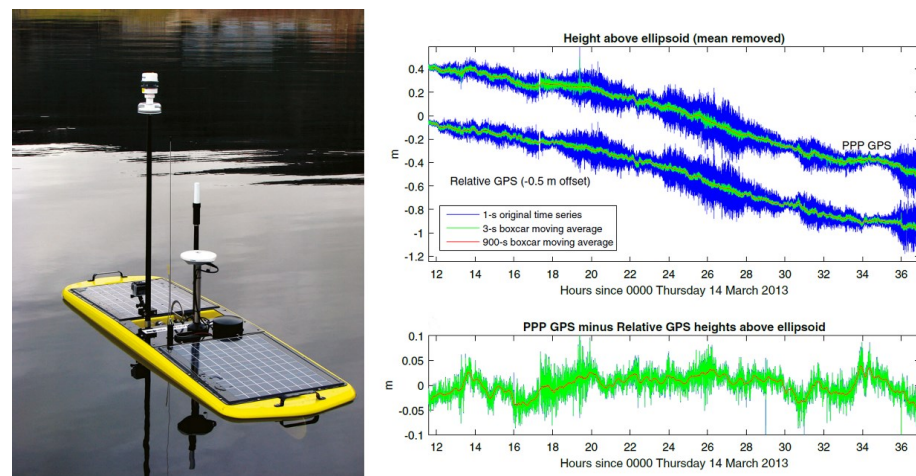 Height above ellipsoid (mean removed)
0.4
0.2
0
-0.2
-0.4
-0.6
-0.8
-1
-1.2
m
PPP GPS
Relative GPS (-0.5 m offset)
1-s original time series
3-s boxcar moving average
900-s boxcar moving average
12 14 16 18 20 22 24 26 28 30 32 34 36
Hours since 0000 Thursday 14 March 2013
PPP GPS minus Relative GPS heights above ellipsoid
0.1
0.05
0
-0.05
-0.1
m
12 14 16 18 20 22 24 26 28 30 32 34 36
Hours since 0000 Thursday 14 March 2013